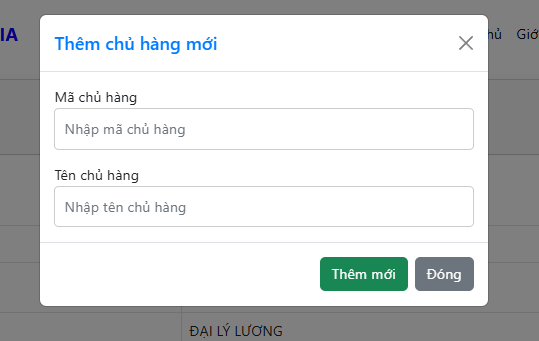 IA
Thêm chủ hàng mới
hủ Giớ
Mã chủ hàng
Nhập mã chủ hàng
Tên chủ hàng
Nhập tên chủ hàng
Thêm mới Đóng
ĐẠI LÝ LƯƠNG